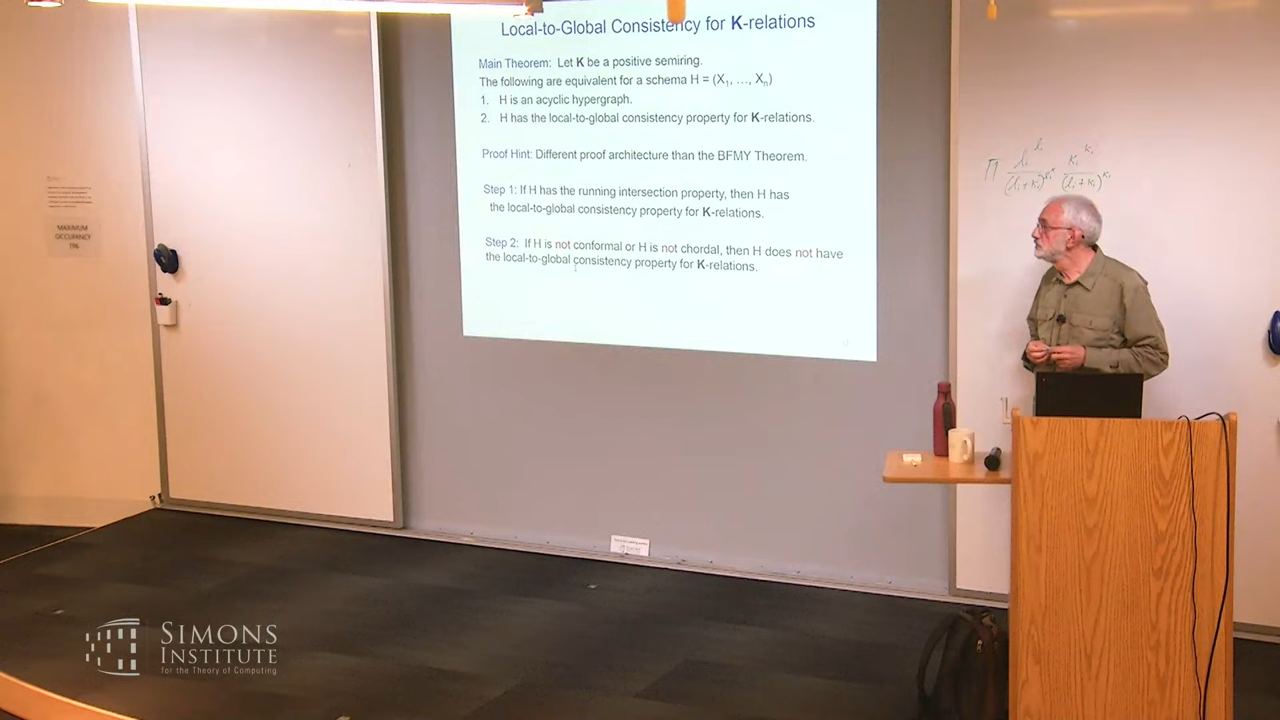 Local-to-Global Consistency for K-relations
Main Theorem: Let K be a positive semiring.
The following are equivalent for a schema H = (X₁, …, Xₙ)
1. H is an acyclic hypergraph.
2. H has the local-to-global consistency property for K-relations.
Proof Hint: Different proof architecture than the BFMY Theorem.
Step 1: If H has the running intersection property, then H has
the local-to-global consistency property for K-relations.
Step 2: If H is not conformal or H is not chordal, then H does not have
the local-to-global consistency property for K-relations.
MAXIMUM
OCCUPANCY
SIMONS
INSTITUTE
for the Theory of Computing